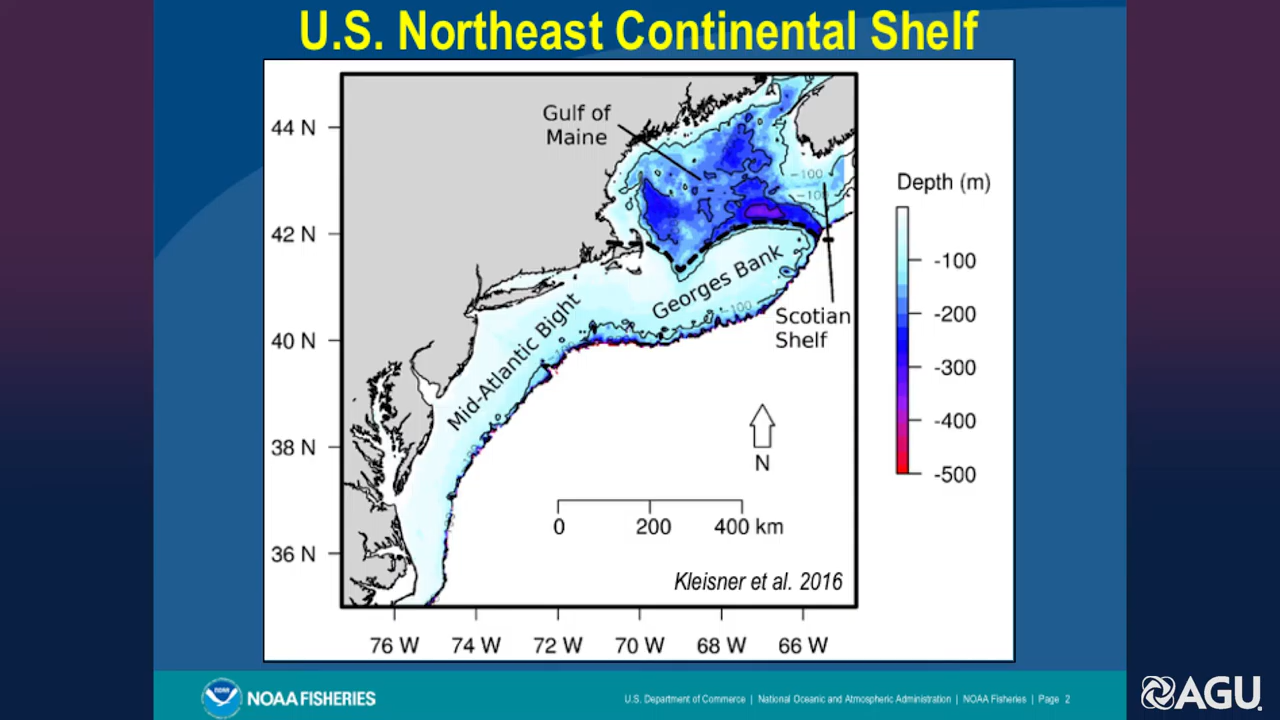 U.S. Northeast Continental Shelf
Gulf of
Maine
44 N
42 N
40 N
38 N
36 N
-100
Georges Bank
-100
Mid-Atlantic Bight
Scotian
Shelf
N
0 200 400 km
Kleisner et al. 2016
76 W 74 W 72 W 70 W 68 W 66 W
Depth (m)
-100
-200
-300
-400
-500
NOAA
NOAA FISHERIES
U.S. Department of Commerce | National Oceanic and Atmospheric Administration | NOAA Fisheries | Page 2
AGU